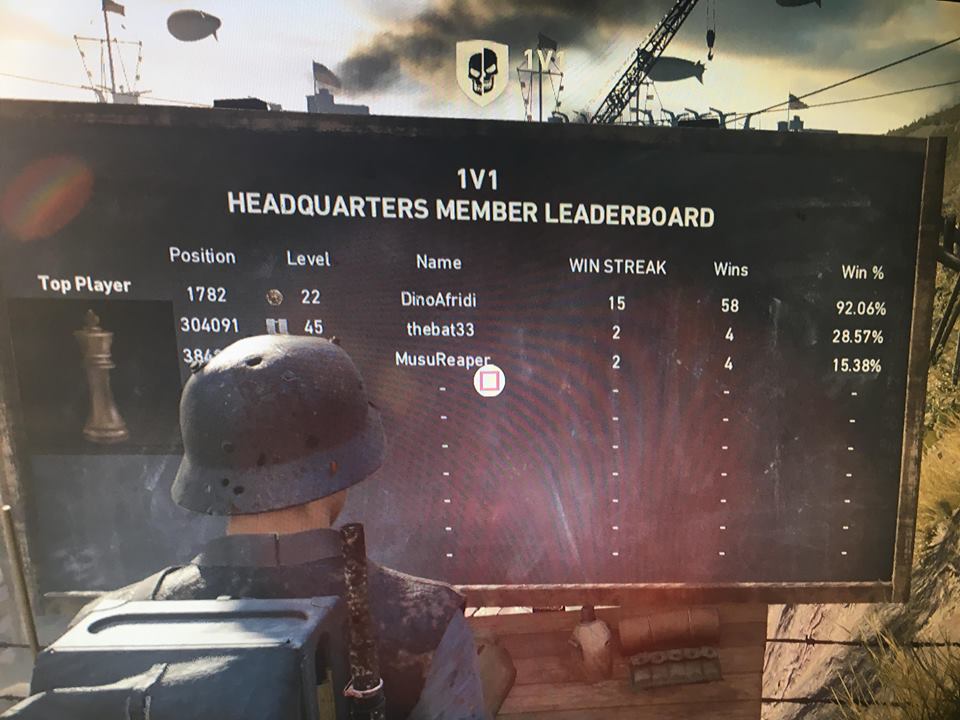 1V1
1V1
HEADQUARTERS MEMBER LEADERBOARD
Top Player
Position Level Name WIN STREAK Wins Win %
1782 22 DinoAfridi 15 58 92.06%
304091 45 thebat33 2 4 28.57%
MusuReaper 2 4 15.38%
- - - -
- - - -
- - - -
- - - -
- - - -
- - - -
- - - -